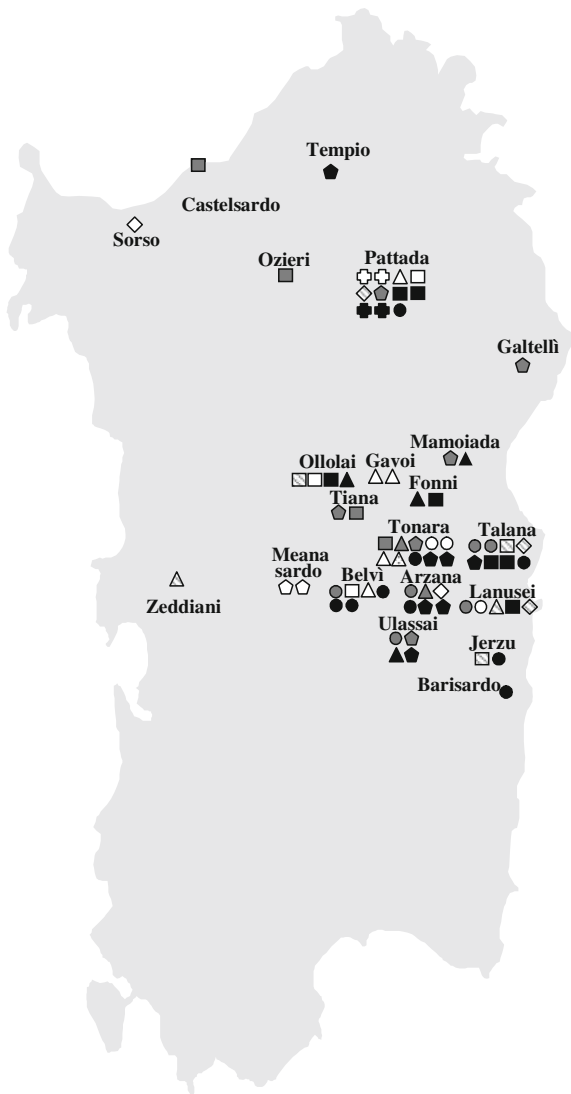 Tempio
Castelsardo
Sorso
Ozieri
Pattada
Galtellì
Mamoiada
Ollolai
Gavoi
Fonni
Tiana
Tonara
Talana
Meana
sardo
Belvì
Arzana
Lanusei
Zeddiani
Ulassai
Jerzu
Barisardo